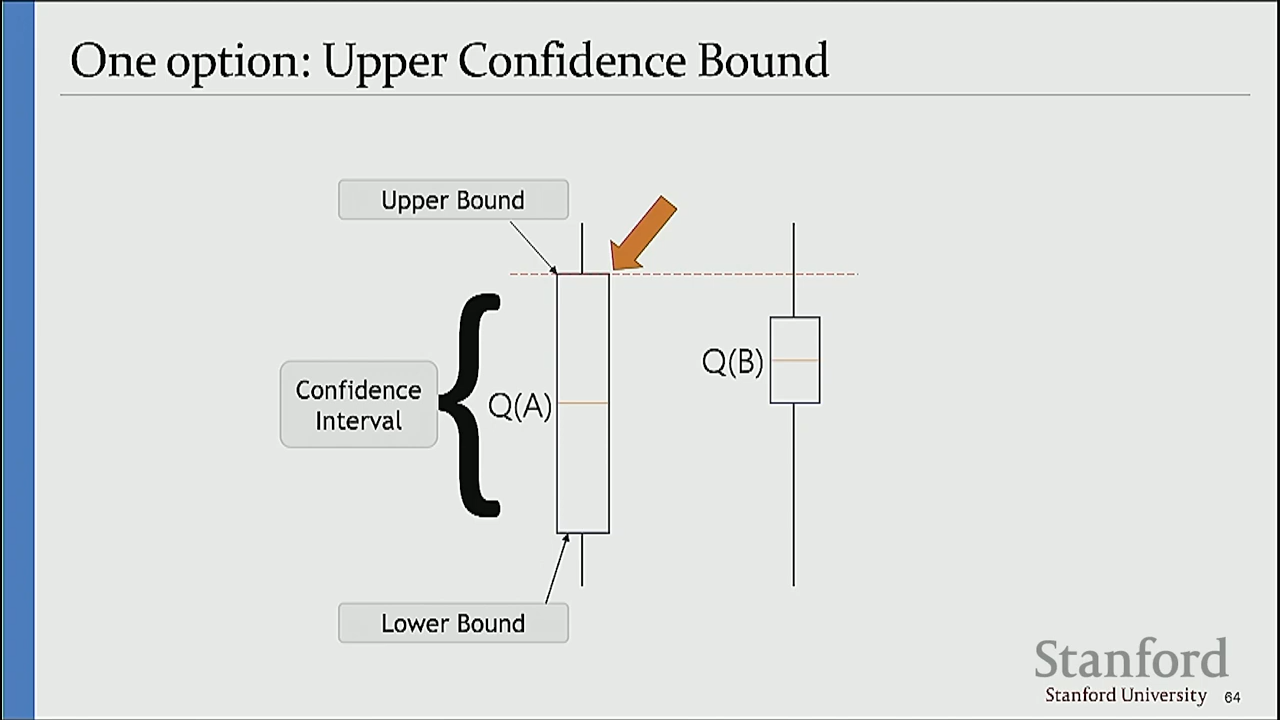 One option: Upper Confidence Bound
Upper Bound
Q(B)
Confidence
Interval
Q(A)
Lower Bound
Stanford
Stanford University
64